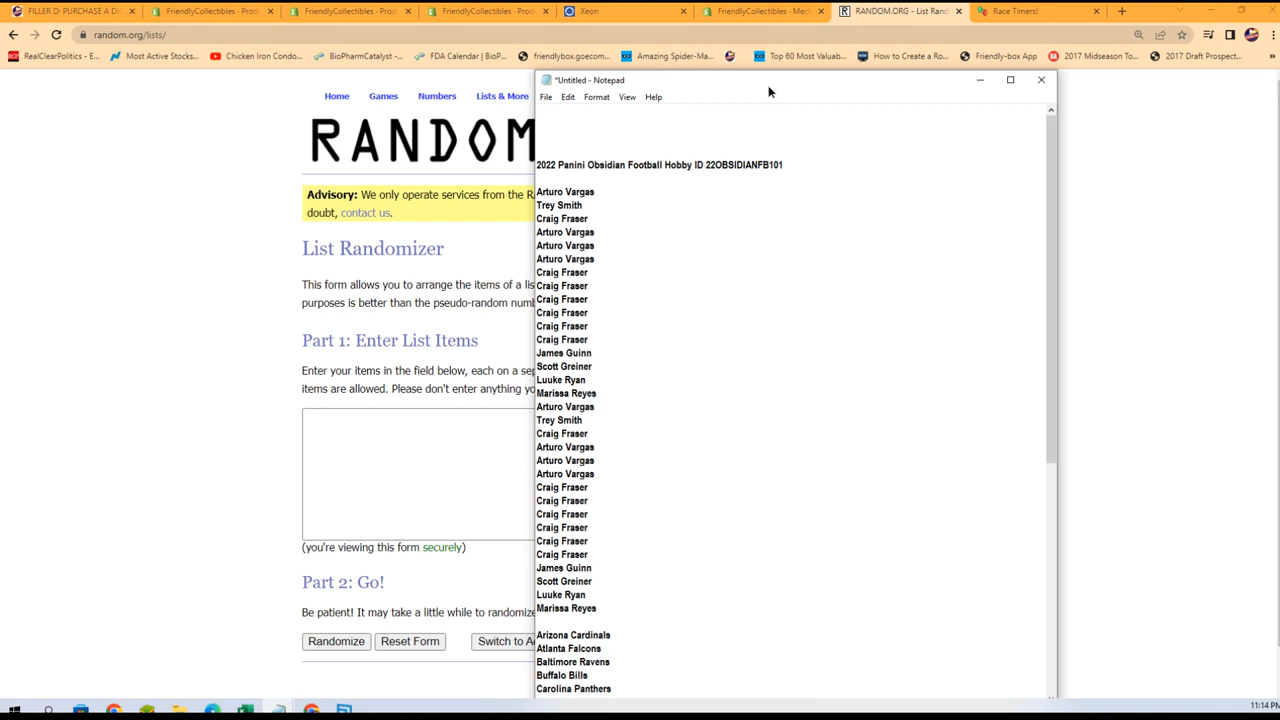 FILLER D: PURCHASE A DI
FriendlyCollectibles - Prod
FriendlyCollectibles - Prod
FriendlyCollectibles - Prod
Xeon
FriendlyCollectibles - Mech
RANDOM.ORG - List Rand
Race Timers!
random.org/lists/
RealClearPolitics - E...
Most Active Stocks...
Chicken Iron Condo...
BioPharmCatalyst - ...
FDA Calendar | BioP...
friendlybox.goecom...
Amazing Spider-Ma...
Top 60 Most Valuab...
How to Create a Ro...
Friendly-box App
2017 Midseason To...
2017 Draft Prospect...
Home
Games
Numbers
Lists & More
RANDOM
Advisory: We only operate services from the R
doubt, contact us.
List Randomizer
This form allows you to arrange the items of a lis
purposes is better than the pseudo-random num
Part 1: Enter List Items
Enter your items in the field below, each on a sep
items are allowed. Please don't enter anything yo
(you're viewing this form securely)
Part 2: Go!
Be patient! It may take a little while to randomize
Randomize
Reset Form
Switch to A
*Untitled - Notepad
File
Edit
Format
View
Help
2022 Panini Obsidian Football Hobby ID 22OBSIDIANFB101
Arturo Vargas
Trey Smith
Craig Fraser
Arturo Vargas
Arturo Vargas
Arturo Vargas
Craig Fraser
Craig Fraser
Craig Fraser
Craig Fraser
Craig Fraser
Craig Fraser
James Guinn
Scott Greiner
Luuke Ryan
Marissa Reyes
Arturo Vargas
Trey Smith
Craig Fraser
Arturo Vargas
Arturo Vargas
Arturo Vargas
Craig Fraser
Craig Fraser
Craig Fraser
Craig Fraser
Craig Fraser
Craig Fraser
James Guinn
Scott Greiner
Luuke Ryan
Marissa Reyes
Arizona Cardinals
Atlanta Falcons
Baltimore Ravens
Buffalo Bills
Carolina Panthers
11:14 PM